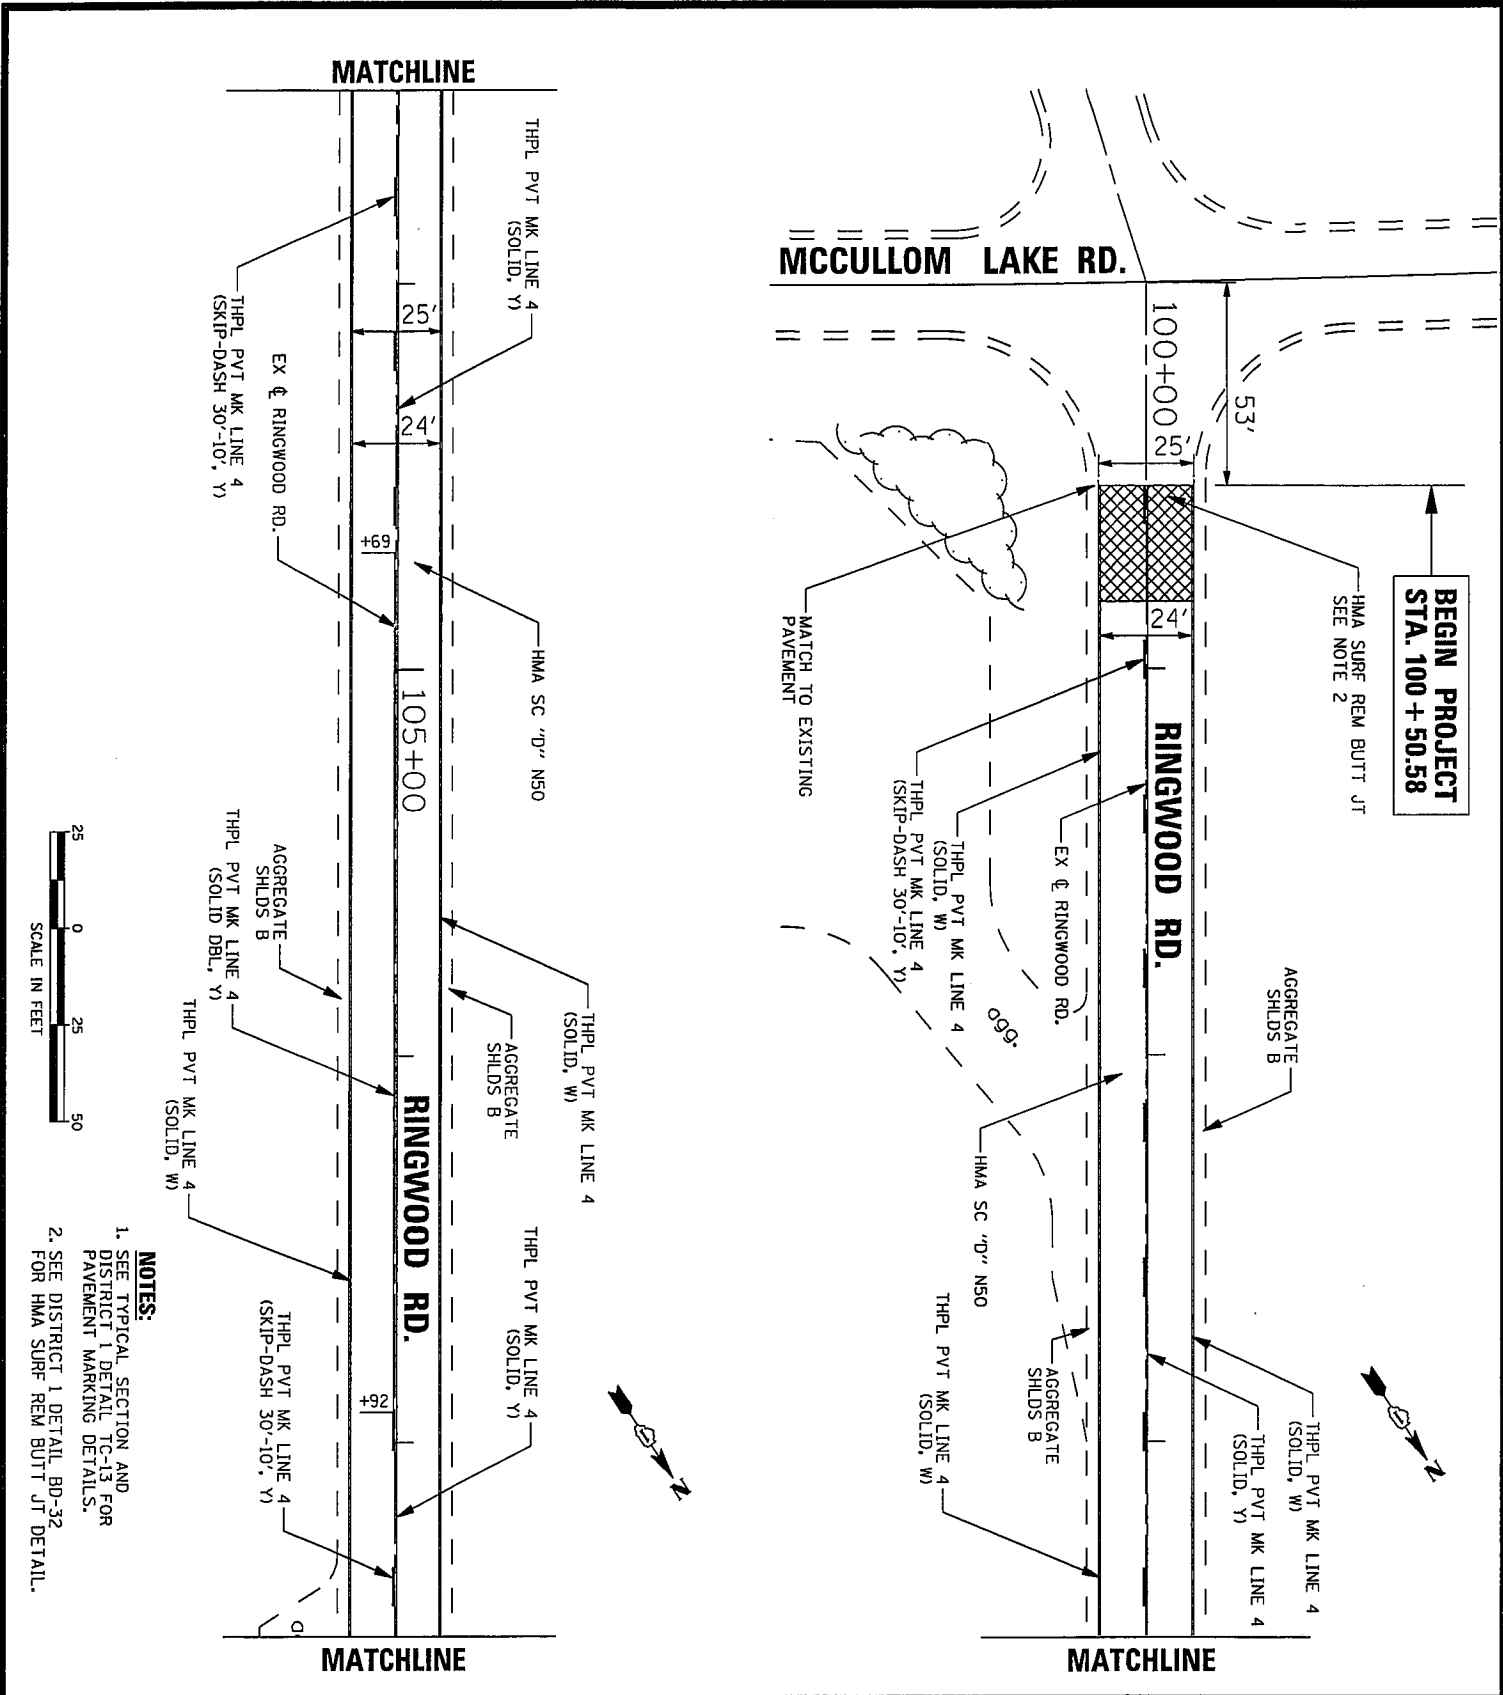 MCCULLOM LAKE RD.
100+00
53'
25'
BEGIN PROJECT
STA. 100+50.58
HMA SURF REM BUTT JT
SEE NOTE 2
24'
MATCH TO EXISTING
PAVEMENT
RINGWOOD RD.
THPL PVT MK LINE 4
(SKIP-DASH 30'-10', Y)
THPL PVT MK LINE 4
(SOLID, W)
EX ℄ RINGWOOD RD.
agg.
AGGREGATE
SHLDS B
HMA SC "D" N50
AGGREGATE
SHLDS B
THPL PVT MK LINE 4
(SOLID, W)
THPL PVT MK LINE 4
(SOLID, W)
THPL PVT MK LINE 4
(SOLID, Y)
N
MATCHLINE
MATCHLINE
THPL PVT MK LINE 4
(SOLID, Y)
25'
24'
THPL PVT MK LINE 4
(SKIP-DASH 30'-10', Y)
EX ℄ RINGWOOD RD.
+69
HMA SC "D" N50
105+00
AGGREGATE
SHLDS B
THPL PVT MK LINE 4
(SOLID DBL, Y)
THPL PVT MK LINE 4
(SOLID, W)
AGGREGATE
SHLDS B
THPL PVT MK LINE 4
(SOLID, W)
RINGWOOD RD.
THPL PVT MK LINE 4
(SOLID, Y)
+92
THPL PVT MK LINE 4
(SKIP-DASH 30'-10', Y)
a.
N
MATCHLINE
25 0 25 50
SCALE IN FEET
NOTES:
1. SEE TYPICAL SECTION AND
DISTRICT 1 DETAIL TC-13 FOR
PAVEMENT MARKING DETAILS.
2. SEE DISTRICT 1 DETAIL BD-32
FOR HMA SURF REM BUTT JT DETAIL.